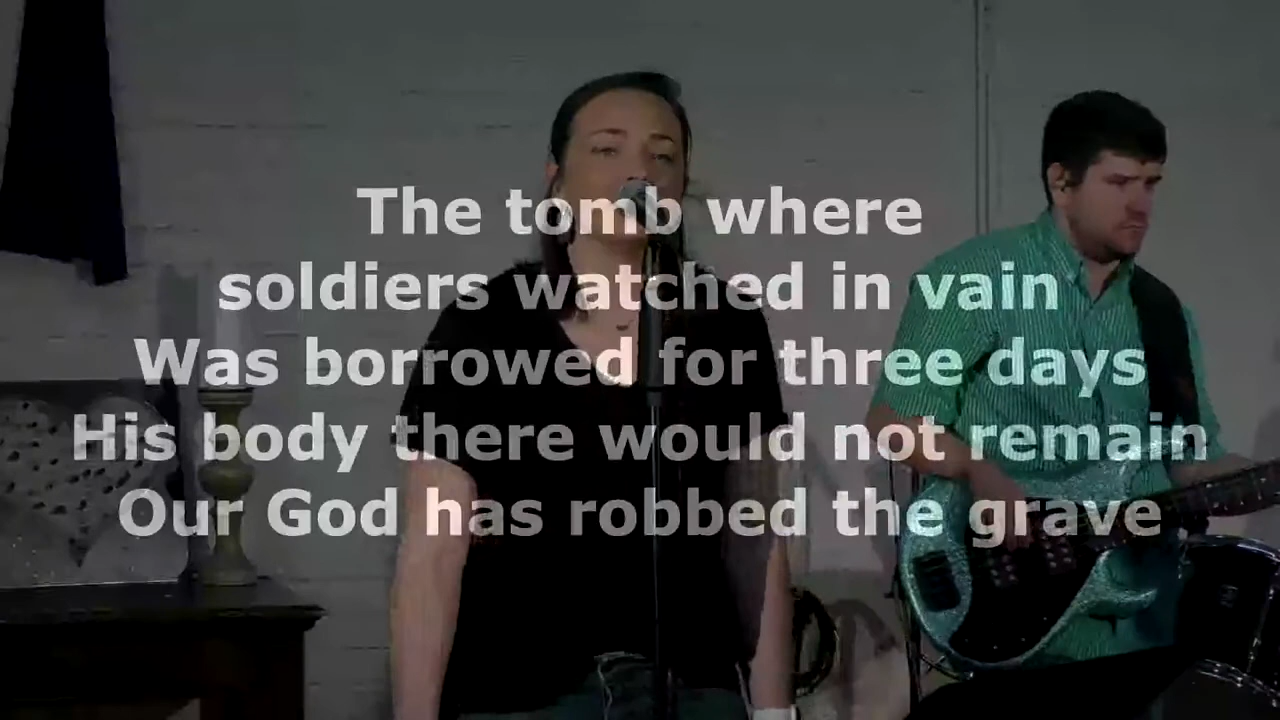 The tomb where
soldiers watched in vain
Was borrowed for three days
His body there would not remain
Our God has robbed the grave